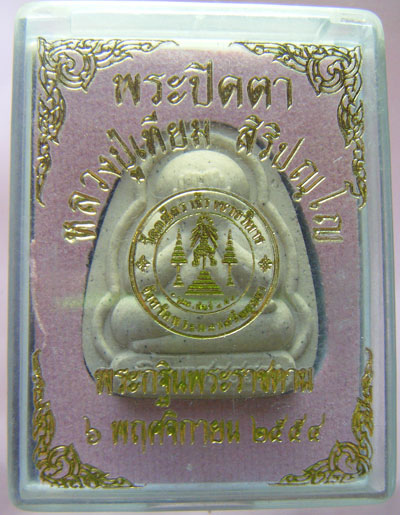 พระปิดตา
หลวงปู่เทียม สิริปญฺโญ
พระกฐินพระราชทาน
๖ พฤศจิกายน ๒๕๕๔